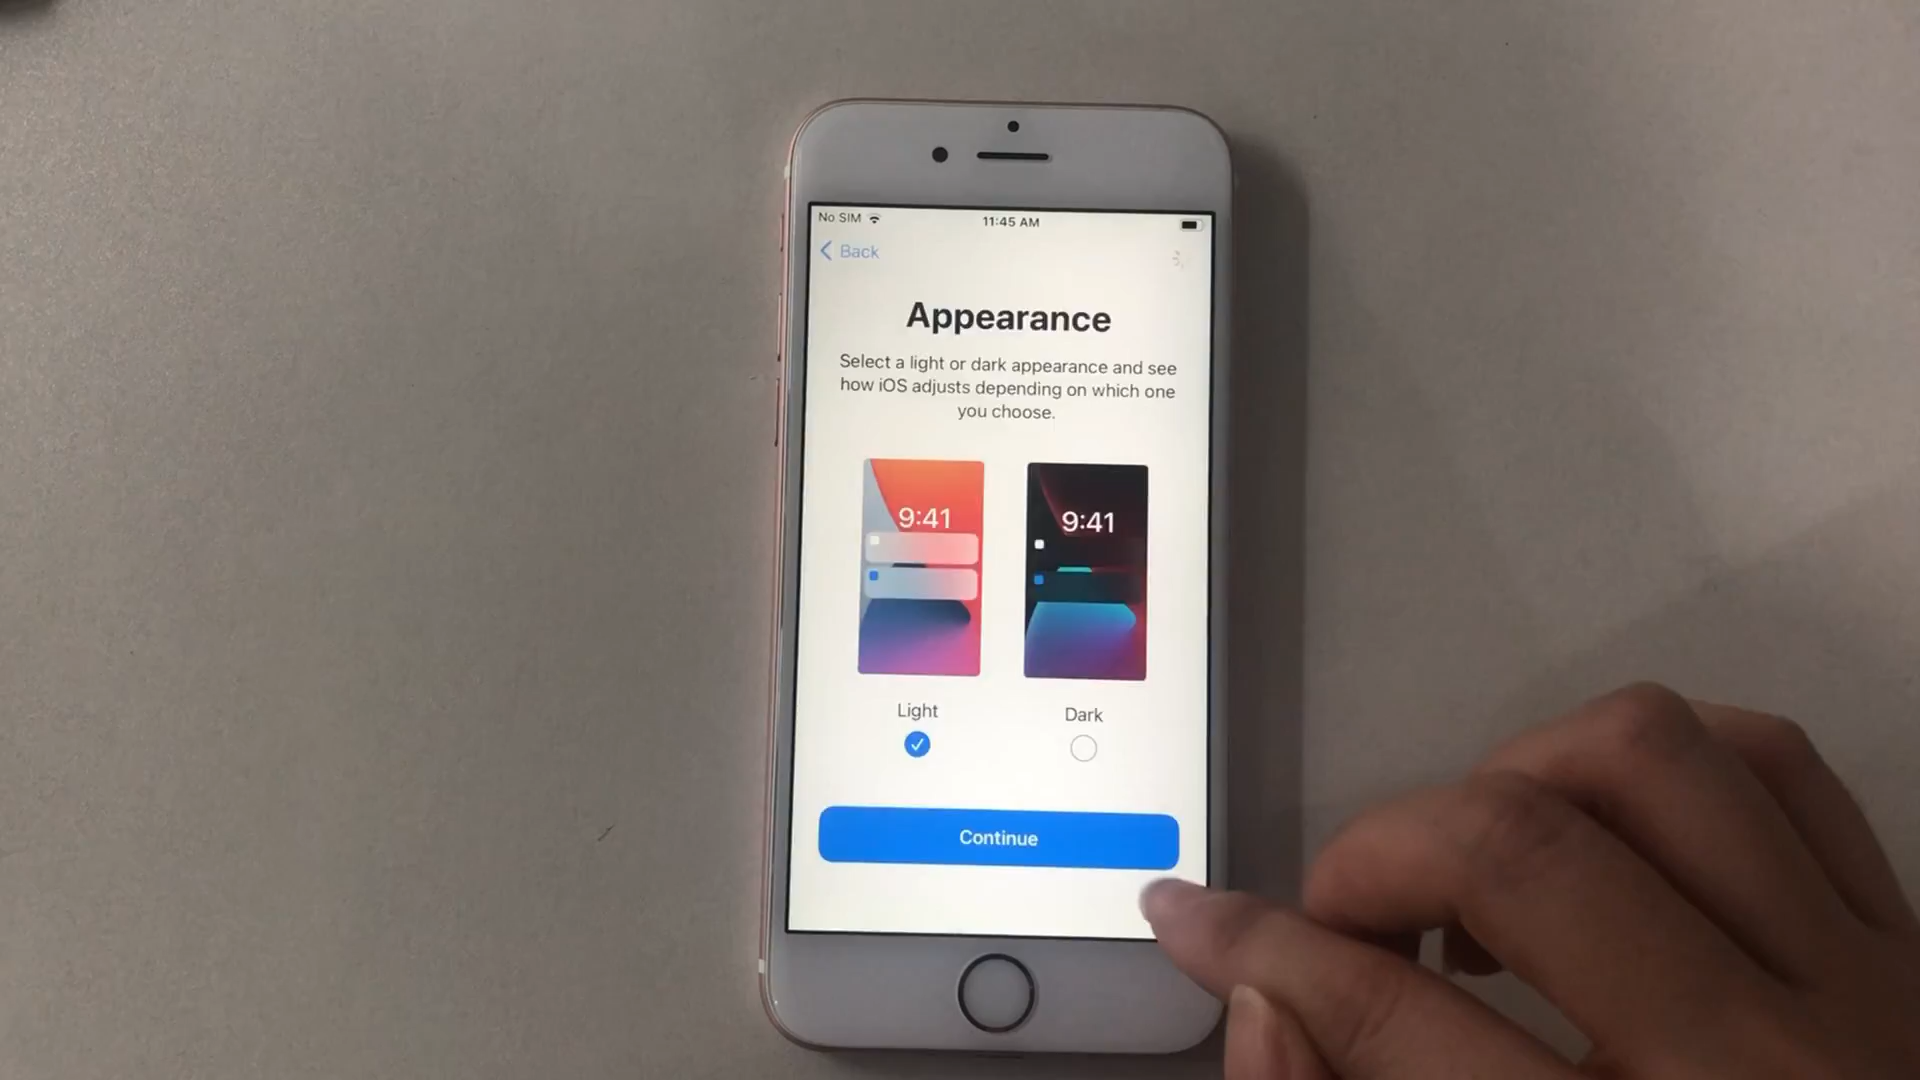 No SIM
11:45 AM
Back
Appearance
Select a light or dark appearance and see
how iOS adjusts depending on which one
you choose.
9:41
9:41
Light
Dark
Continue